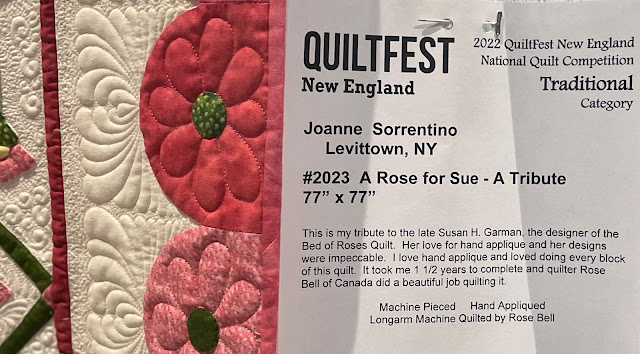 QUILTFEST
New England
2022 QuiltFest New England
National Quilt Competition
Traditional
Category
Joanne Sorrentino
Levittown, NY
#2023 A Rose for Sue - A Tribute
77" x 77"
This is my tribute to the late Susan H. Garman, the designer of the
Bed of Roses Quilt. Her love for hand applique and her designs
were impeccable. I love hand applique and loved doing every block
of this quilt. It took me 1 1/2 years to complete and quilter Rose
Bell of Canada did a beautiful job quilting it.
Machine Pieced Hand Appliqued
Longarm Machine Quilted by Rose Bell